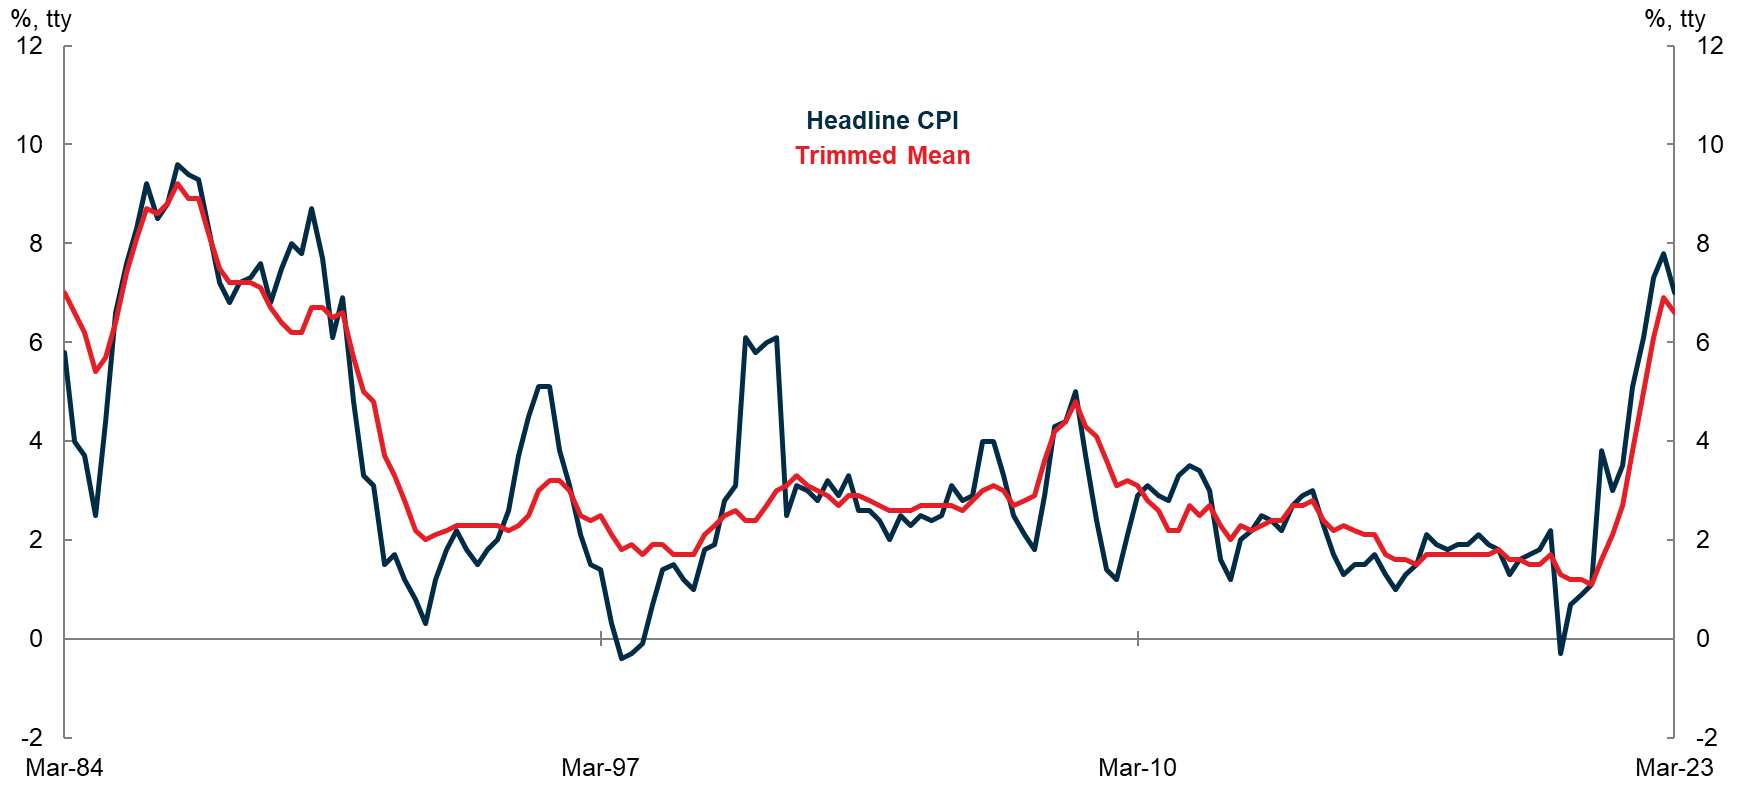 %, tty %, tty
12 12
Headline CPI
10 10
Trimmed Mean
8 8
6 6
4 4
2 2
0 0
-2 -2
Mar-84 Mar-97 Mar-10 Mar-23